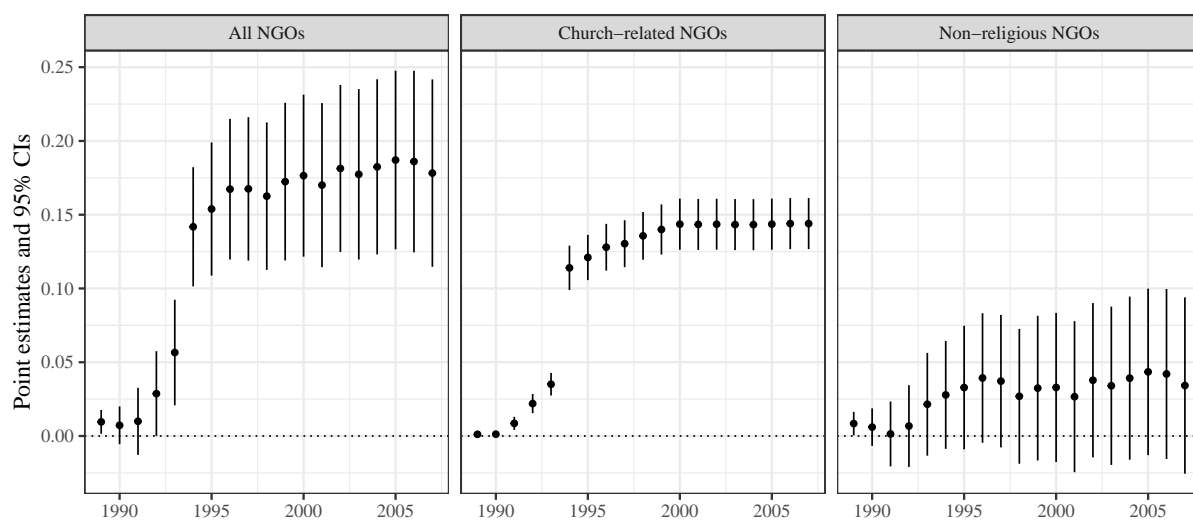 All NGOs
Church−related NGOs
Non−religious NGOs
Point estimates and 95% CIs
0.25
0.20
0.15
0.10
0.05
0.00
1990 1995 2000 2005
1990 1995 2000 2005
1990 1995 2000 2005